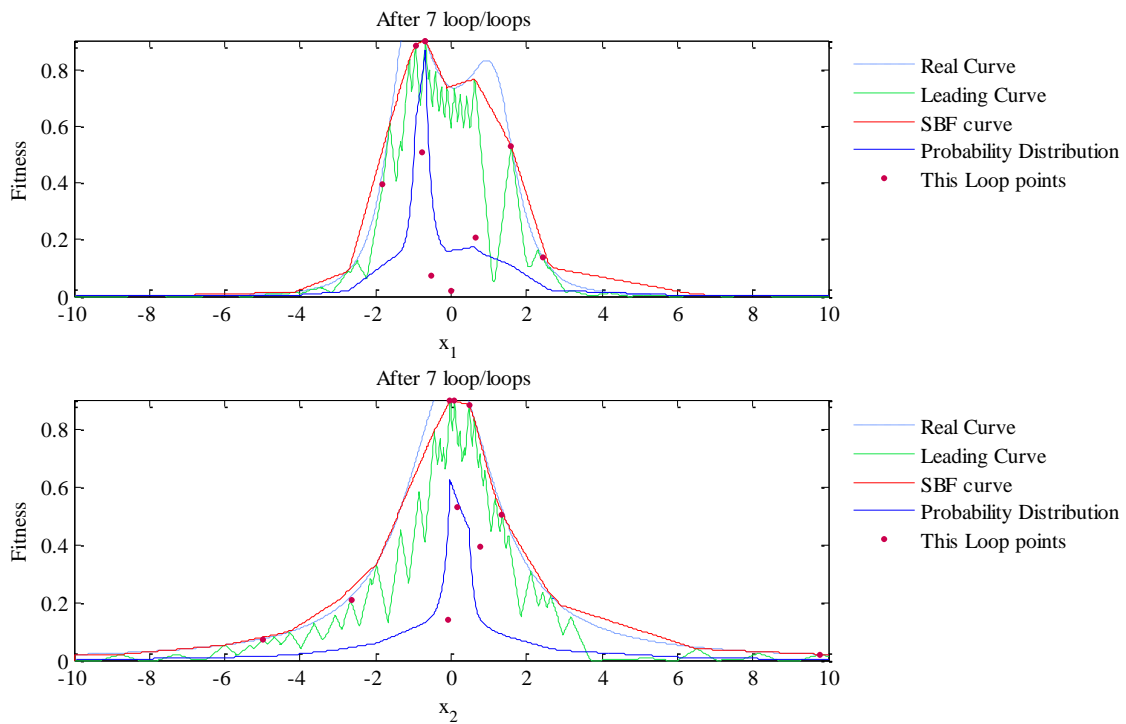 After 7 loop/loops
0.8
0.6
0.4
0.2
0
Fitness
-10 -8 -6 -4 -2 0 2 4 6 8 10
x1
Real Curve
Leading Curve
SBF curve
Probability Distribution
This Loop points
After 7 loop/loops
0.8
0.6
0.4
0.2
0
Fitness
-10 -8 -6 -4 -2 0 2 4 6 8 10
x2
Real Curve
Leading Curve
SBF curve
Probability Distribution
This Loop points